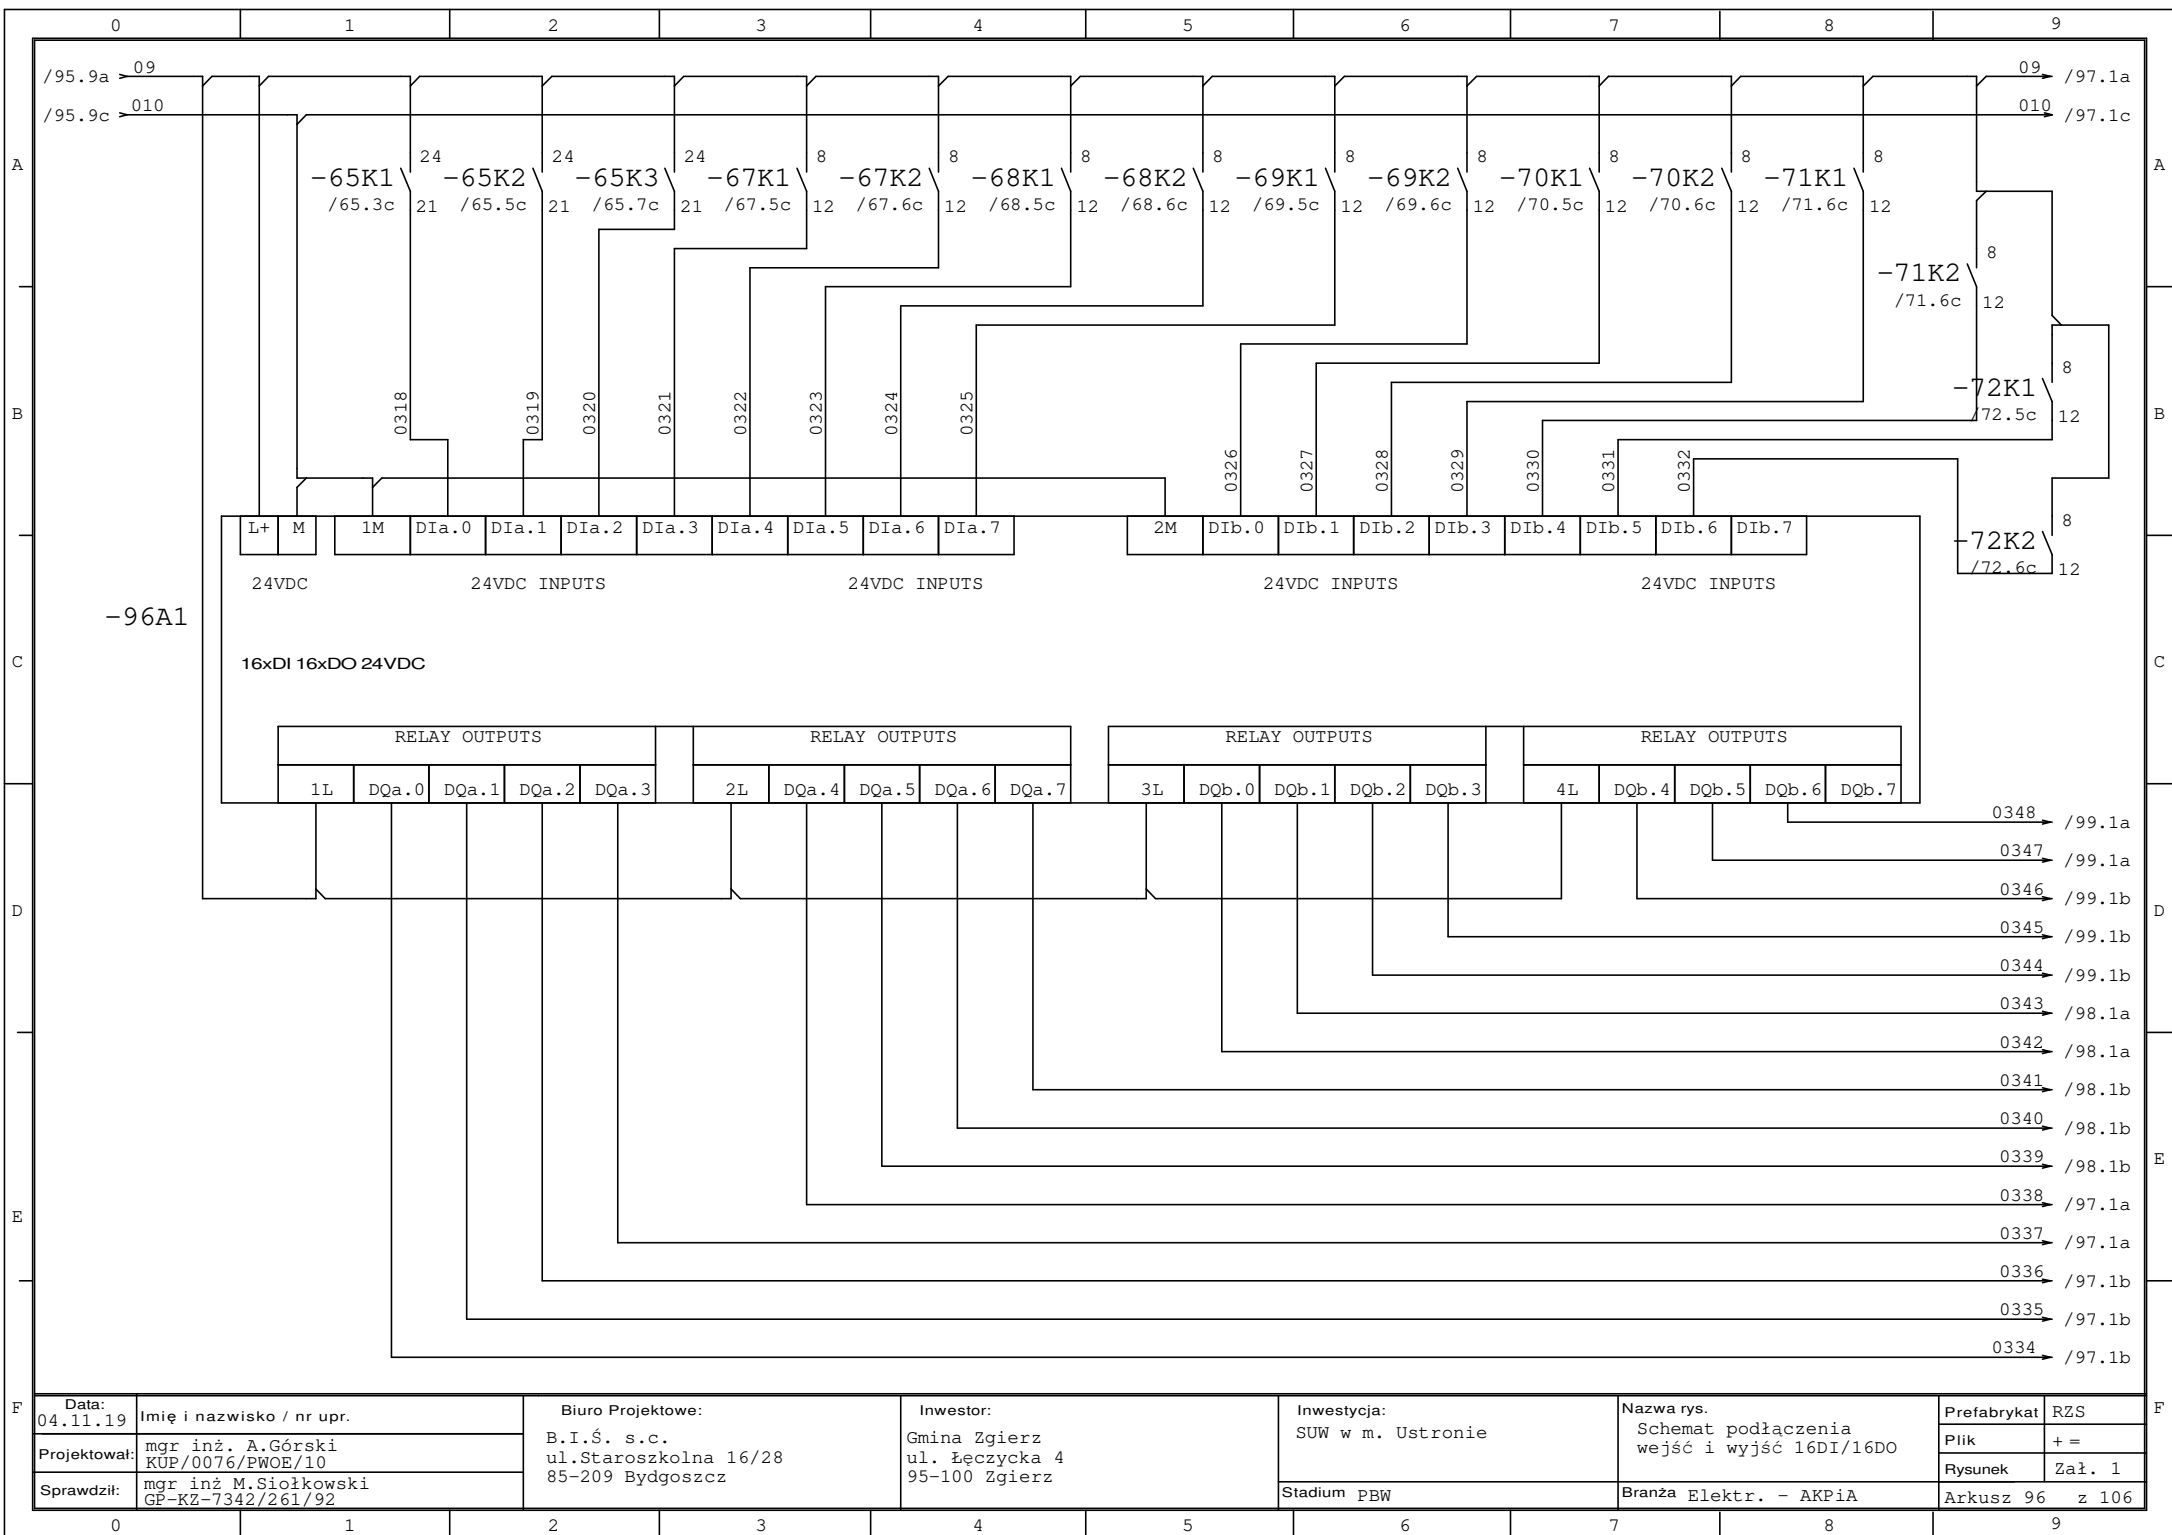 0 1 2 3 4 5 6 7 8 9
/95.9a 09 09 /97.1a
/95.9c 010 010 /97.1c
A A
24 24 24 8 8 8 8 8 8 8 8 8
-65K1 -65K2 -65K3 -67K1 -67K2 -68K1 -68K2 -69K1 -69K2 -70K1 -70K2 -71K1
/65.3c 21 /65.5c 21 /65.7c 21 /67.5c 12 /67.6c 12 /68.5c 12 /68.6c 12 /69.5c 12 /69.6c 12 /70.5c 12 /70.6c 12 /71.6c 12
8
-71K2
/71.6c 12
8
-72K1
/72.5c 12
B B
0318 0319 0320 0321 0322 0323 0324 0325
0326 0327 0328 0329 0330 0331 0332
L+ M 1M DIa.0 DIa.1 DIa.2 DIa.3 DIa.4 DIa.5 DIa.6 DIa.7 2M DIb.0 DIb.1 DIb.2 DIb.3 DIb.4 DIb.5 DIb.6 DIb.7
8
-72K2
/72.6c 12
24VDC 24VDC INPUTS 24VDC INPUTS 24VDC INPUTS 24VDC INPUTS
-96A1
C C
16xDI 16xDO 24VDC
RELAY OUTPUTS RELAY OUTPUTS RELAY OUTPUTS RELAY OUTPUTS
1L DQa.0 DQa.1 DQa.2 DQa.3 2L DQa.4 DQa.5 DQa.6 DQa.7 3L DQb.0 DQb.1 DQb.2 DQb.3 4L DQb.4 DQb.5 DQb.6 DQb.7
0348 /99.1a
0347 /99.1a
0346 /99.1b
D D
0345 /99.1b
0344 /99.1b
0343 /98.1a
0342 /98.1a
0341 /98.1b
0340 /98.1b
0339 /98.1b
E
0338 /97.1a
E
0337 /97.1a
0336 /97.1b
0335 /97.1b
0334 /97.1b
F F
Data:
04.11.19
Imię i nazwisko / nr upr.
Projektował:
mgr inż. A.Górski
KUP/0076/PWOE/10
Sprawdził:
mgr inż M.Siołkowski
GP-KZ-7342/261/92
Biuro Projektowe:
B.I.Ś. s.c.
ul.Staroszkolna 16/28
85-209 Bydgoszcz
Inwestor:
Gmina Zgierz
ul. Łęczycka 4
95-100 Zgierz
Inwestycja:
SUW w m. Ustronie
Stadium PBW
Nazwa rys.
Schemat podłączenia
wejść i wyjść 16DI/16DO
Branża Elektr. - AKPiA
Prefabrykat RZS
Plik + =
Rysunek Zał. 1
Arkusz 96 z 106
0 1 2 3 4 5 6 7 8 9